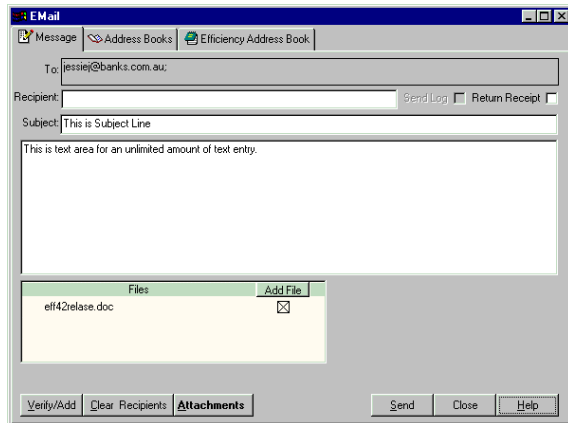 EMail
Message Address Books Efficiency Address Book
To: jessiej@banks.com.au;
Recipient: Send Log Return Receipt
Subject: This is Subject Line
This is text area for an unlimited amount of text entry.
Files Add File
eff42relase.doc
Verify/Add Clear Recipients Attachments Send Close Help